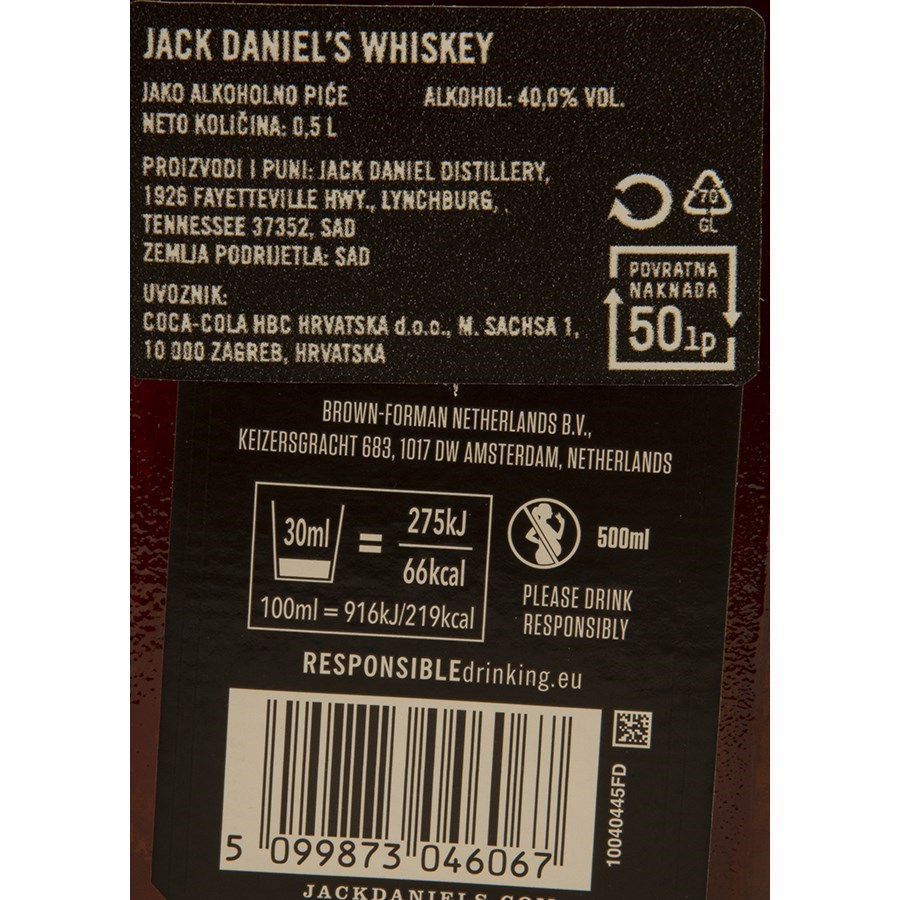 JACK DANIEL'S WHISKEY
JAKO ALKOHOLNO PIĆE ALKOHOL: 40,0% VOL.
NETO KOLIČINA: 0,5 L
PROIZVODI I PUNI: JACK DANIEL DISTILLERY,
1926 FAYETTEVILLE HWY., LYNCHBURG, .
TENNESSEE 37352, SAD
ZEMLJA PODRIJETLA: SAD
UVOZNIK:
COCA-COLA HBC HRVATSKA d.o.o., M. SACHSA 1,
10 000 ZAGREB, HRVATSKA
70
GL
POVRATNA
NAKNADA
50lp
BROWN-FORMAN NETHERLANDS B.V.,
KEIZERSGRACHT 683, 1017 DW AMSTERDAM, NETHERLANDS
30ml = 275kJ
66kcal
100ml = 916kJ/219kcal
500ml
PLEASE DRINK
RESPONSIBLY
RESPONSIBLEdrinking.eu
10040445FD
5 099873 046067
JACKDANIELS.COM